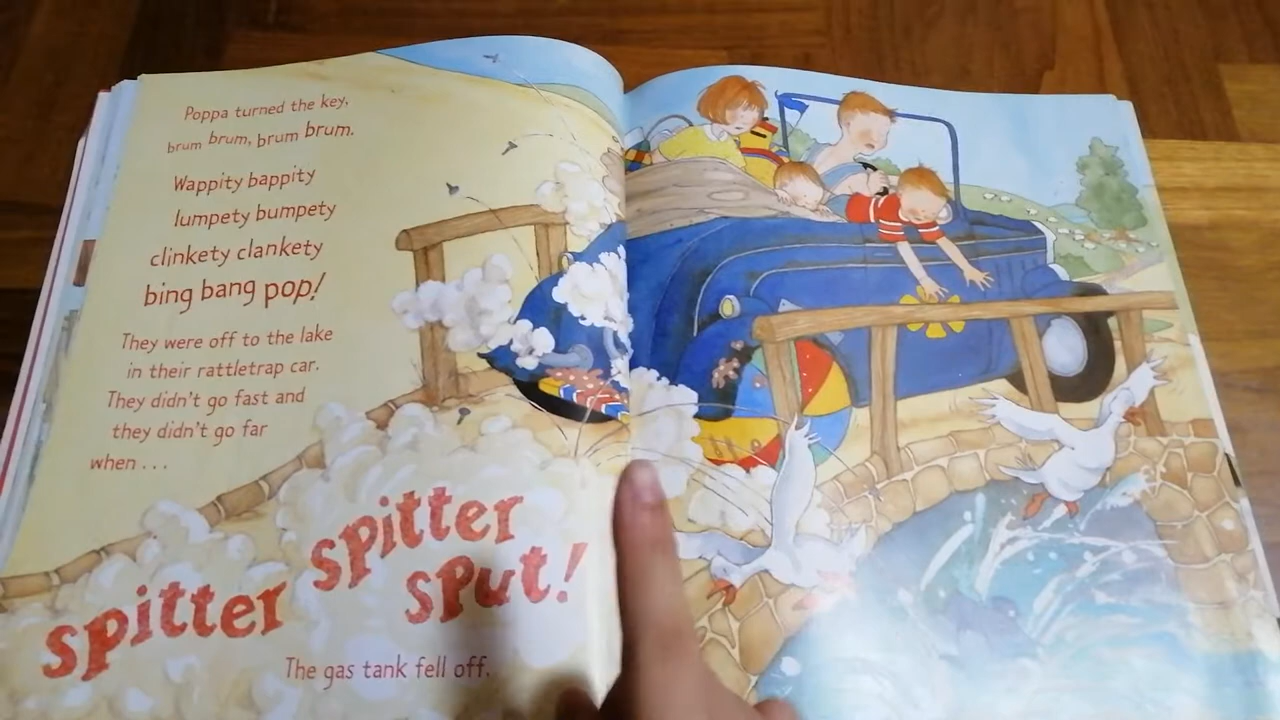 Poppa turned the key,
brum brum, brum brum.
Wappity bappity
lumpety bumpety
clinkety clankety
bing bang pop!
They were off to the lake
in their rattletrap car.
They didn't go fast and
they didn't go far
when . . .
spitter spitter
sput!
The gas tank fell off.